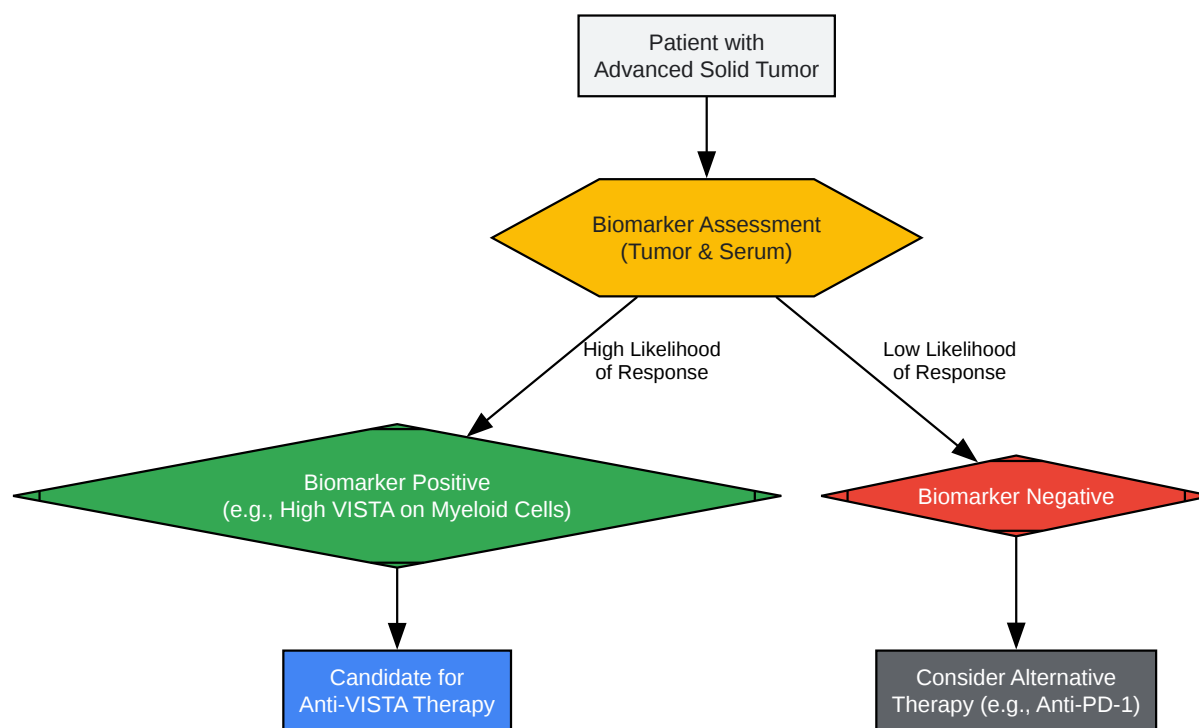 Patient with
Advanced Solid Tumor
Biomarker Assessment
(Tumor & Serum)
High Likelihood
of Response
Low Likelihood
of Response
Biomarker Positive
(e.g., High VISTA on Myeloid Cells)
Biomarker Negative
Candidate for
Anti-VISTA Therapy
Consider Alternative
Therapy (e.g., Anti-PD-1)